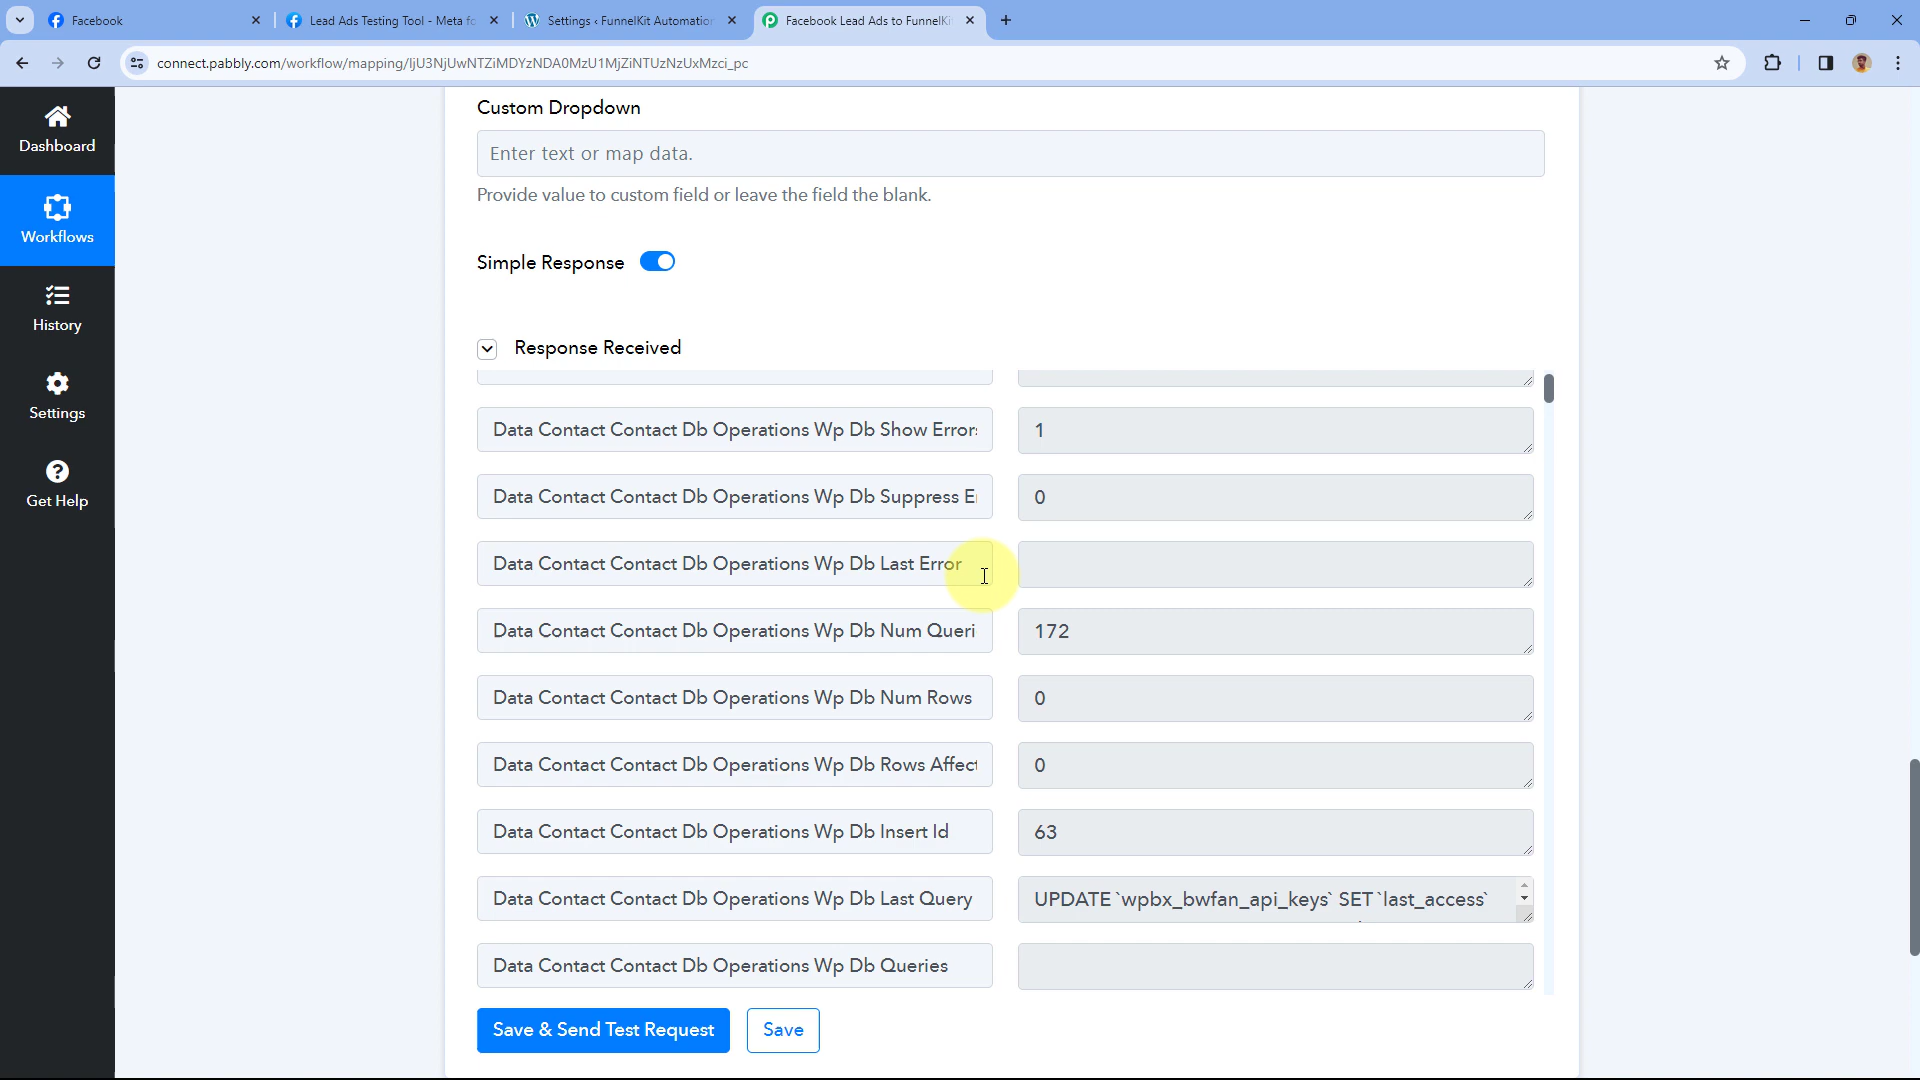 Facebook
Lead Ads Testing Tool - Meta fo
Settings ‹ FunnelKit Automation
Facebook Lead Ads to FunnelKi
connect.pabbly.com/workflow/mapping/IjU3NjUwNTZiMDYzNDA0MzU1MjZiNTUzNzUxMzci_pc
Dashboard
Workflows
History
Settings
Get Help
Custom Dropdown
Enter text or map data.
Provide value to custom field or leave the field the blank.
Simple Response
Response Received
Data Contact Contact Db Operations Wp Db Show Errors
1
Data Contact Contact Db Operations Wp Db Suppress E
0
Data Contact Contact Db Operations Wp Db Last Error
Data Contact Contact Db Operations Wp Db Num Queri
172
Data Contact Contact Db Operations Wp Db Num Rows
0
Data Contact Contact Db Operations Wp Db Rows Affect
0
Data Contact Contact Db Operations Wp Db Insert Id
63
Data Contact Contact Db Operations Wp Db Last Query
UPDATE `wpbx_bwfan_api_keys` SET `last_access`
Data Contact Contact Db Operations Wp Db Queries
Save & Send Test Request
Save